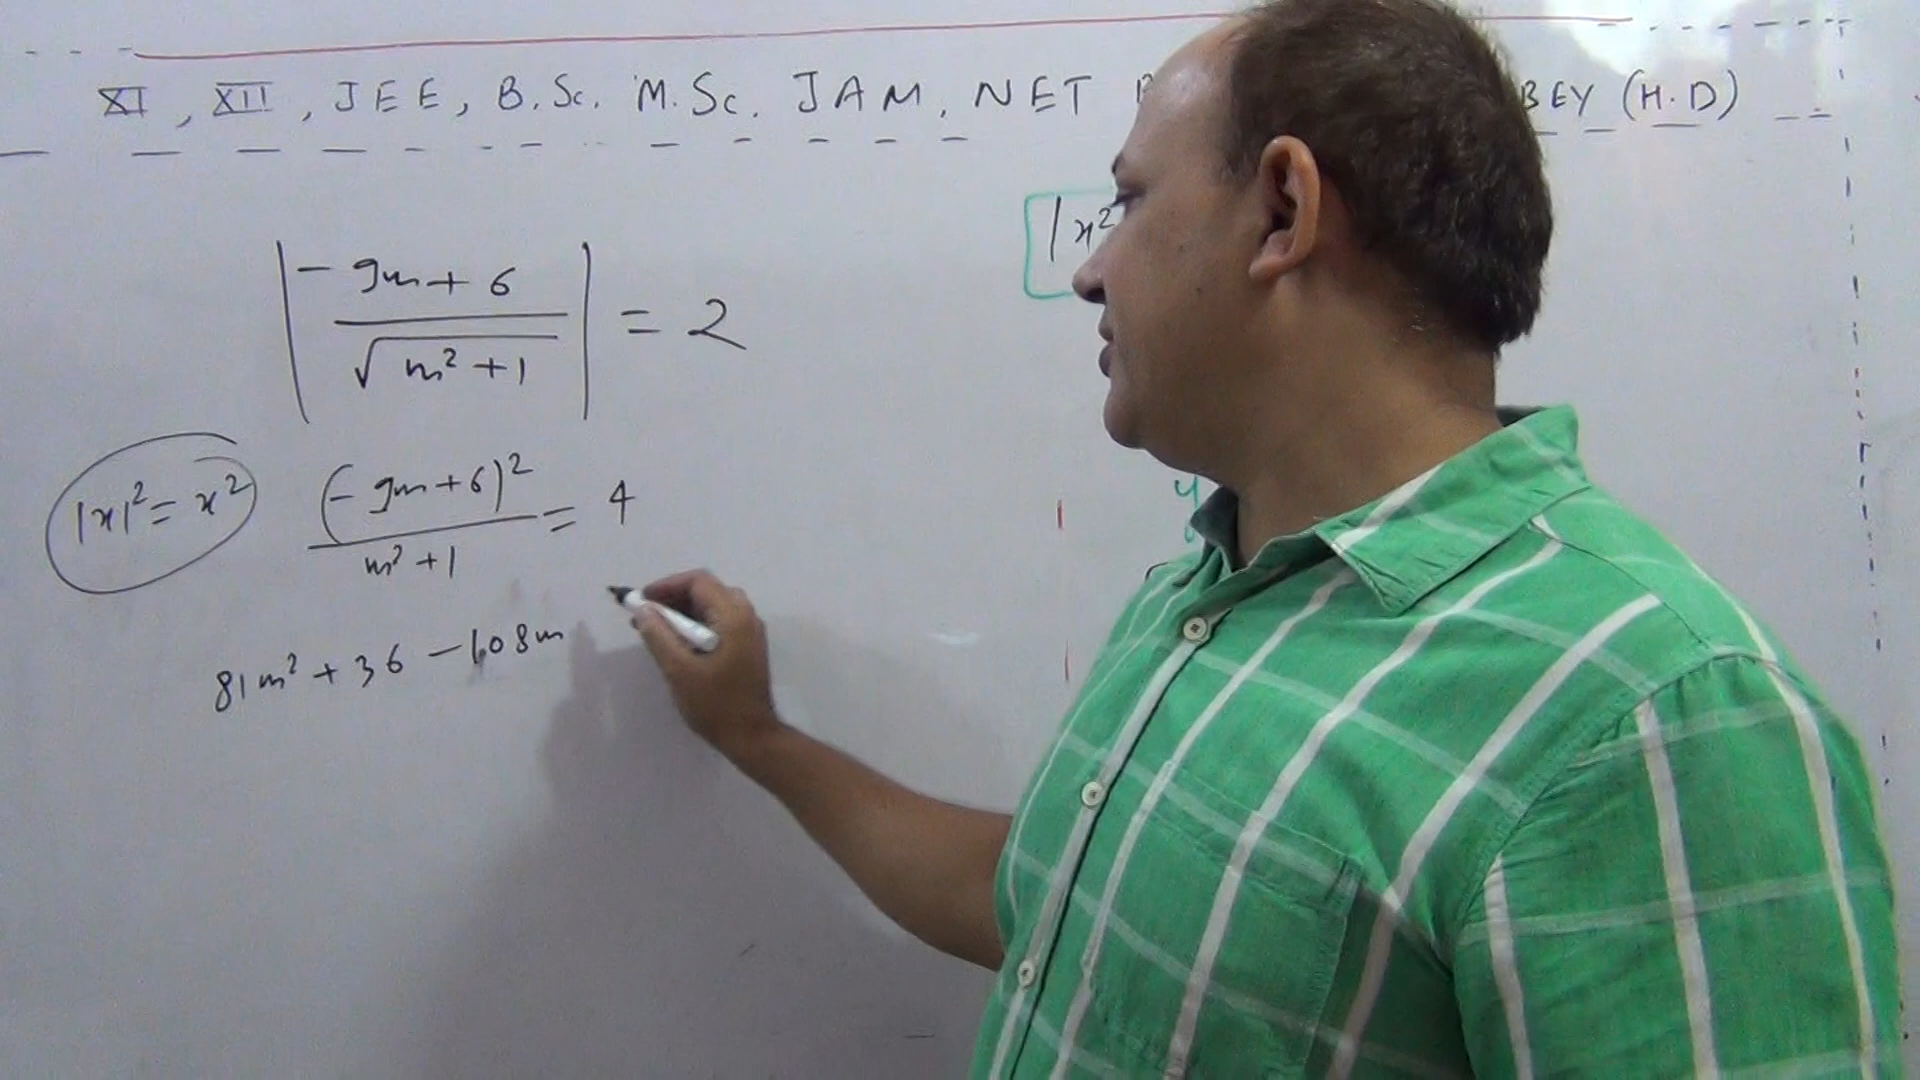 XI, XII, JEE, B.Sc. M.Sc. JAM, NET BEY (H.D)
|x²
| -9m+6 / √m²+1 | = 2
|x|² = x²
(-9m+6)² / m²+1 = 4
y
81m² + 36 - 108m